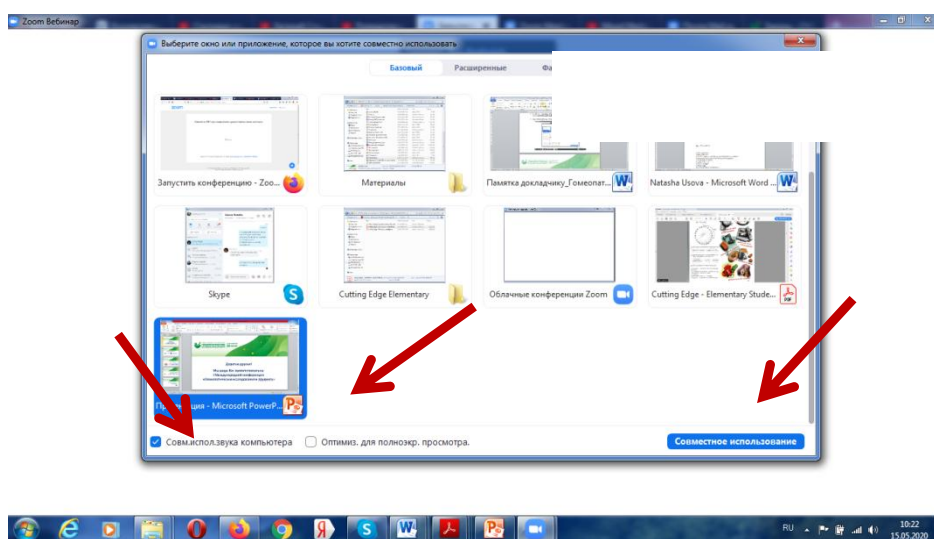 Zoom Вебинар
Выберите окно или приложение, которое вы хотите совместно использовать
Базовый Расширенные
Запустить конференцию - Zoo... Материалы Памятка докладчику_Гомеопат... Natasha Usova - Microsoft Word ...
Skype Cutting Edge Elementary Облачные конференции Zoom Cutting Edge - Elementary Stude...
Microsoft PowerP...
Совм.испол.звука компьютера Оптимиз. для полноэкр. просмотра. Совместное использование
RU 10:22
15.05.2020